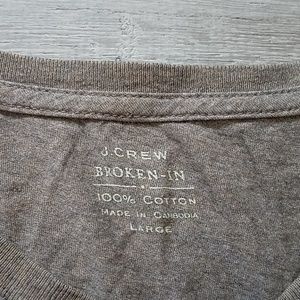 J.CREW
BROKEN-IN
100% COTTON
MADE IN CAMBODIA
LARGE